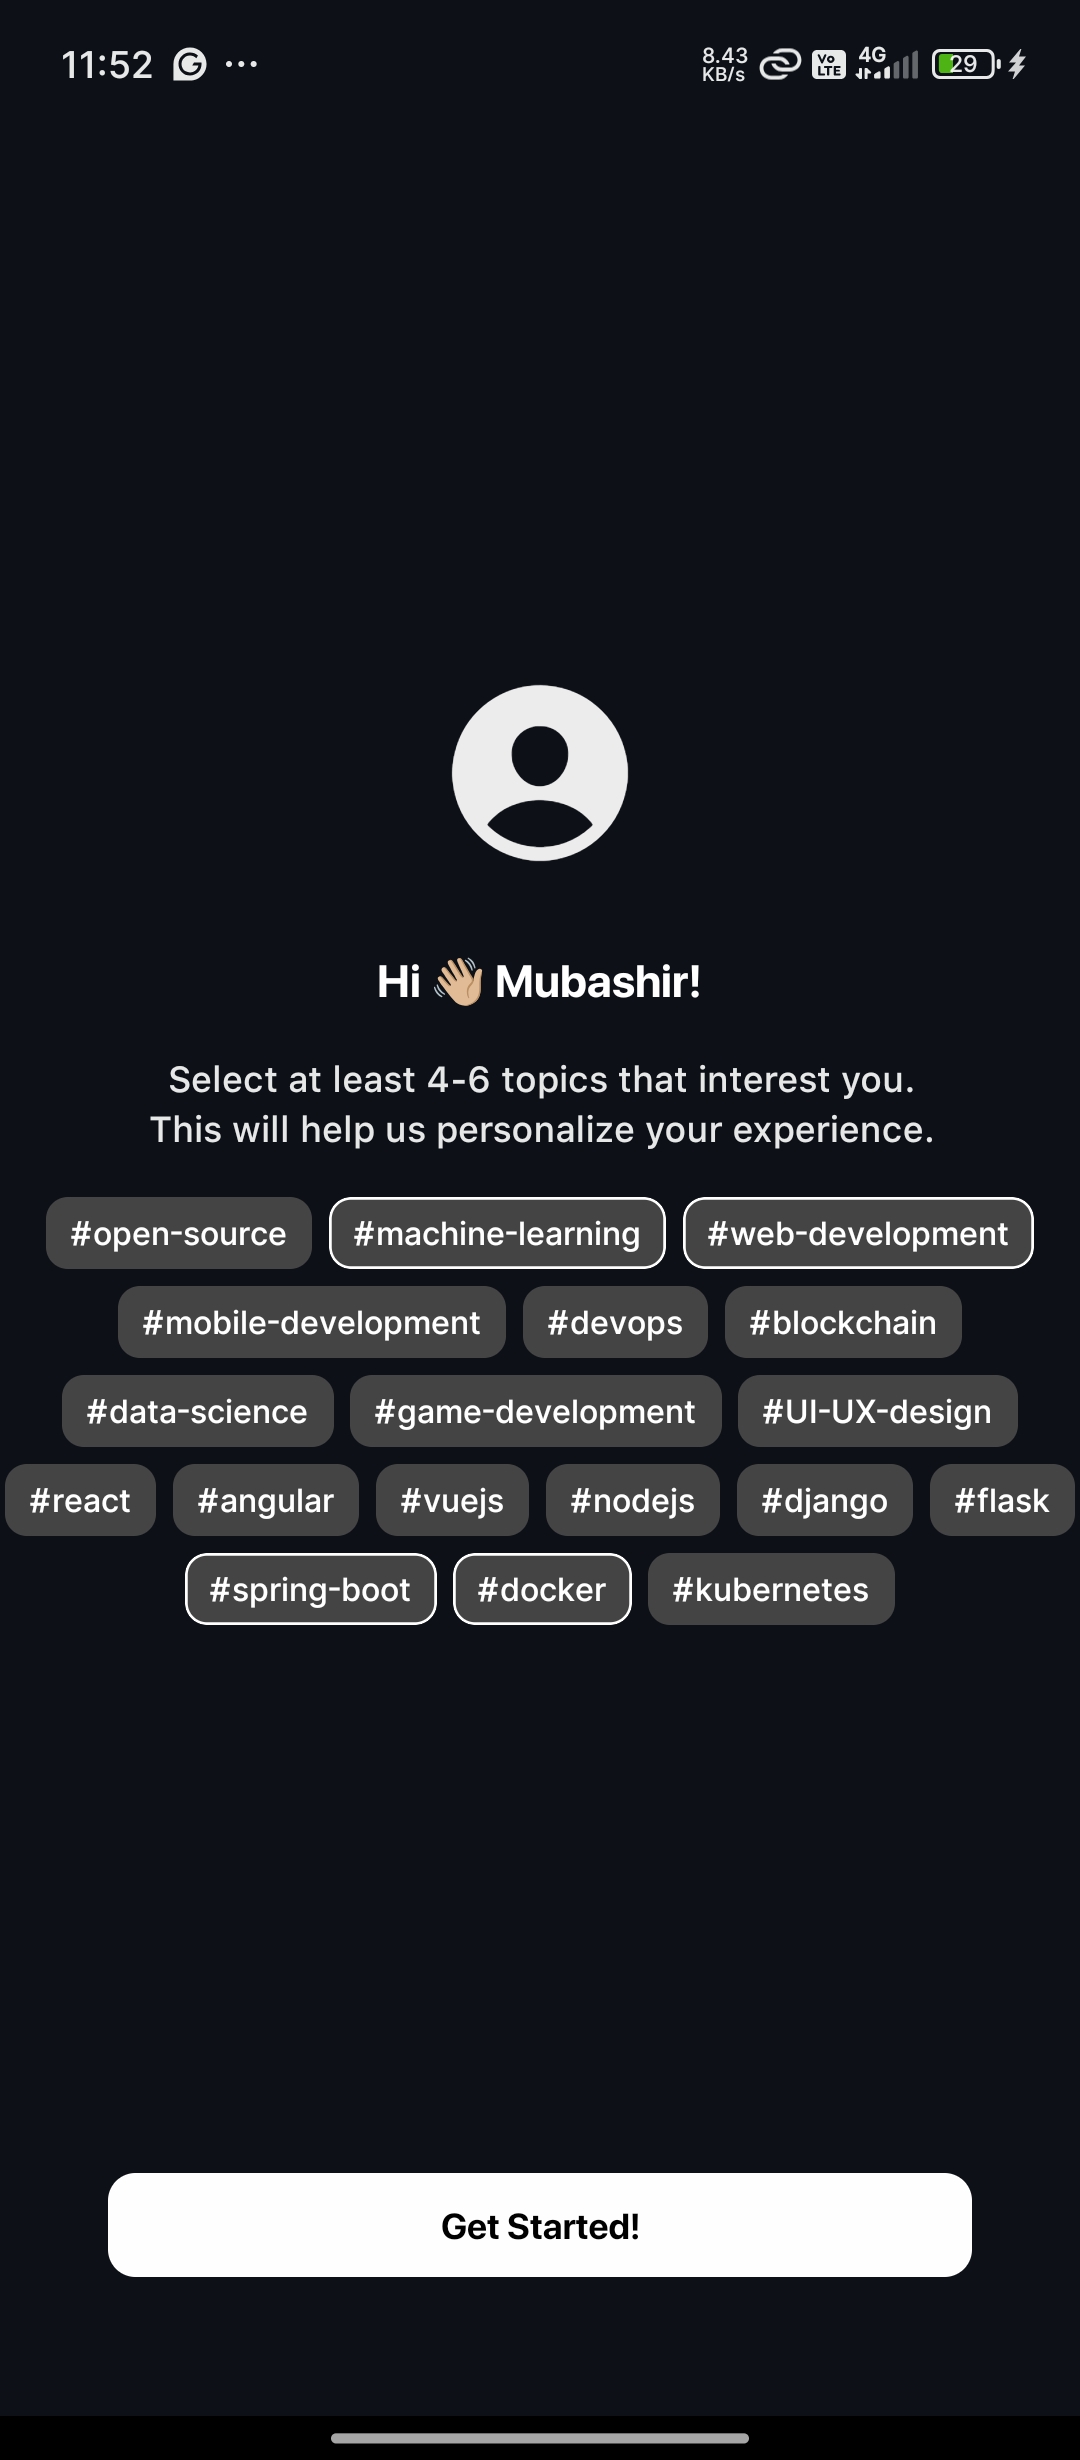 11:52 G ... 8.43 KB/s Vo LTE 4G 29
Hi 👋🏼 Mubashir!
Select at least 4-6 topics that interest you.
This will help us personalize your experience.
#open-source #machine-learning #web-development
#mobile-development #devops #blockchain
#data-science #game-development #UI-UX-design
#react #angular #vuejs #nodejs #django #flask
#spring-boot #docker #kubernetes
Get Started!